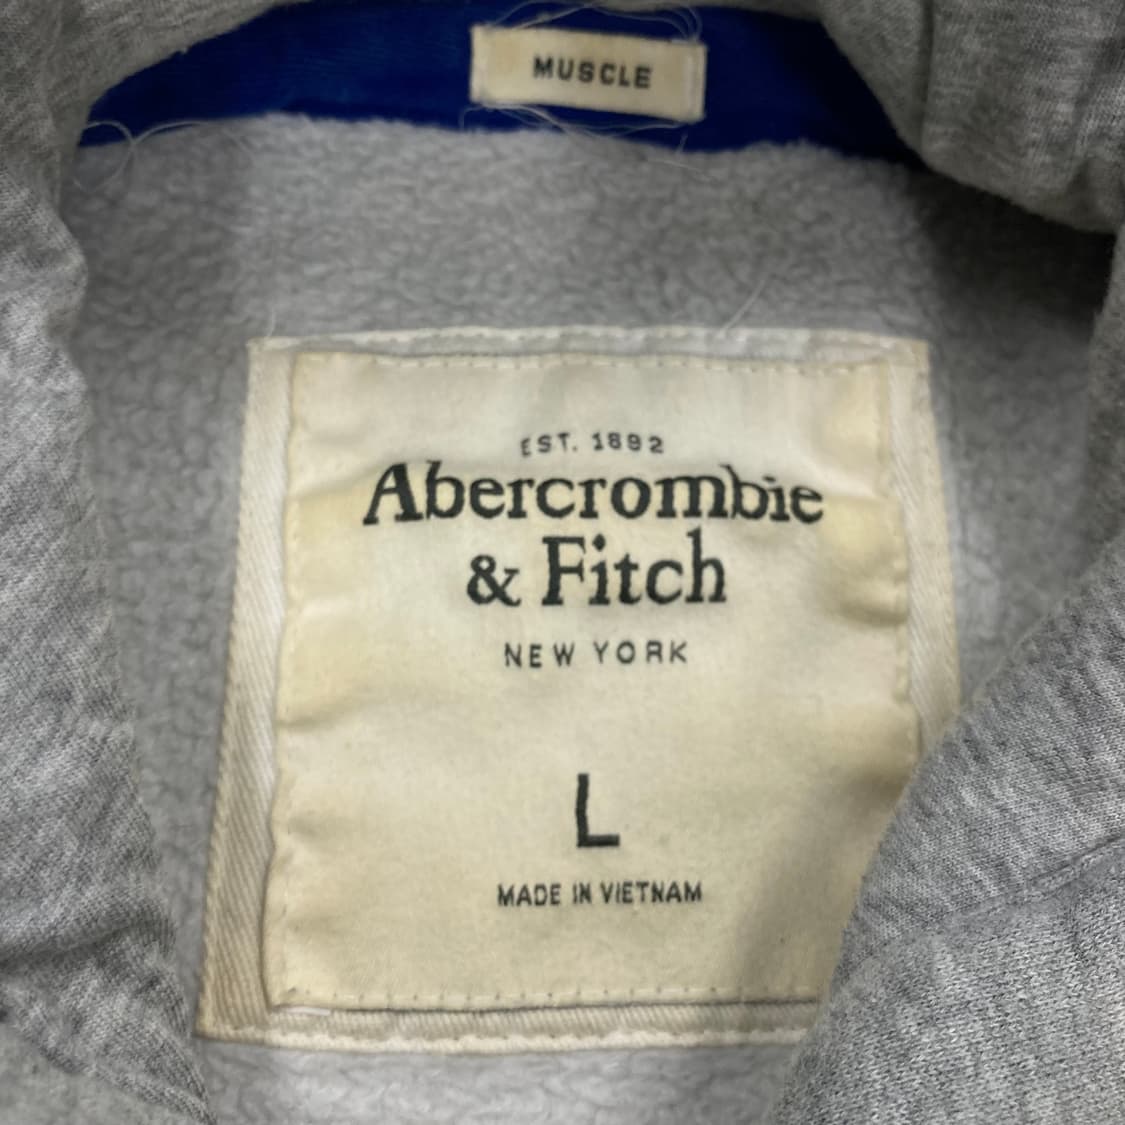 MUSCLE
EST. 1892
Abercrombie
& Fitch
NEW YORK
L
MADE IN VIETNAM